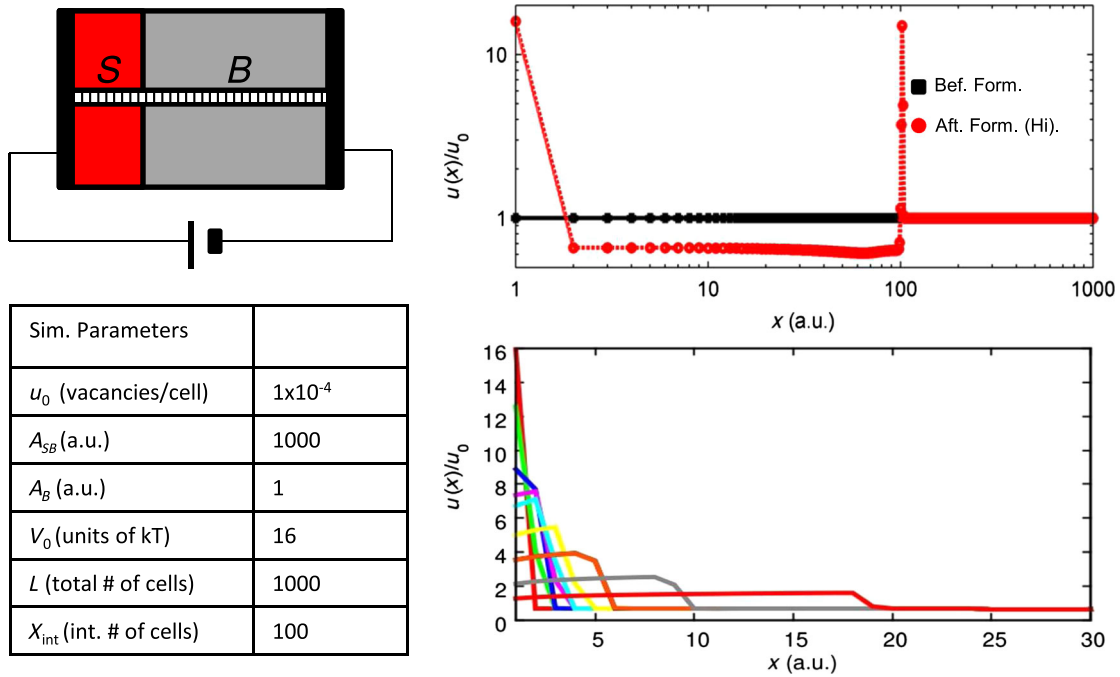 S B
Sim. Parameters
u0 (vacancies/cell) 1x10-4
ASB (a.u.) 1000
AB (a.u.) 1
V0 (units of kT) 16
L (total # of cells) 1000
Xint (int. # of cells) 100
u(x)/u0
10
1
Bef. Form.
Aft. Form. (Hi).
1 10 100 1000
x (a.u.)
u(x)/u0
16
14
12
10
8
6
4
2
0
5 10 15 20 25 30
x (a.u.)